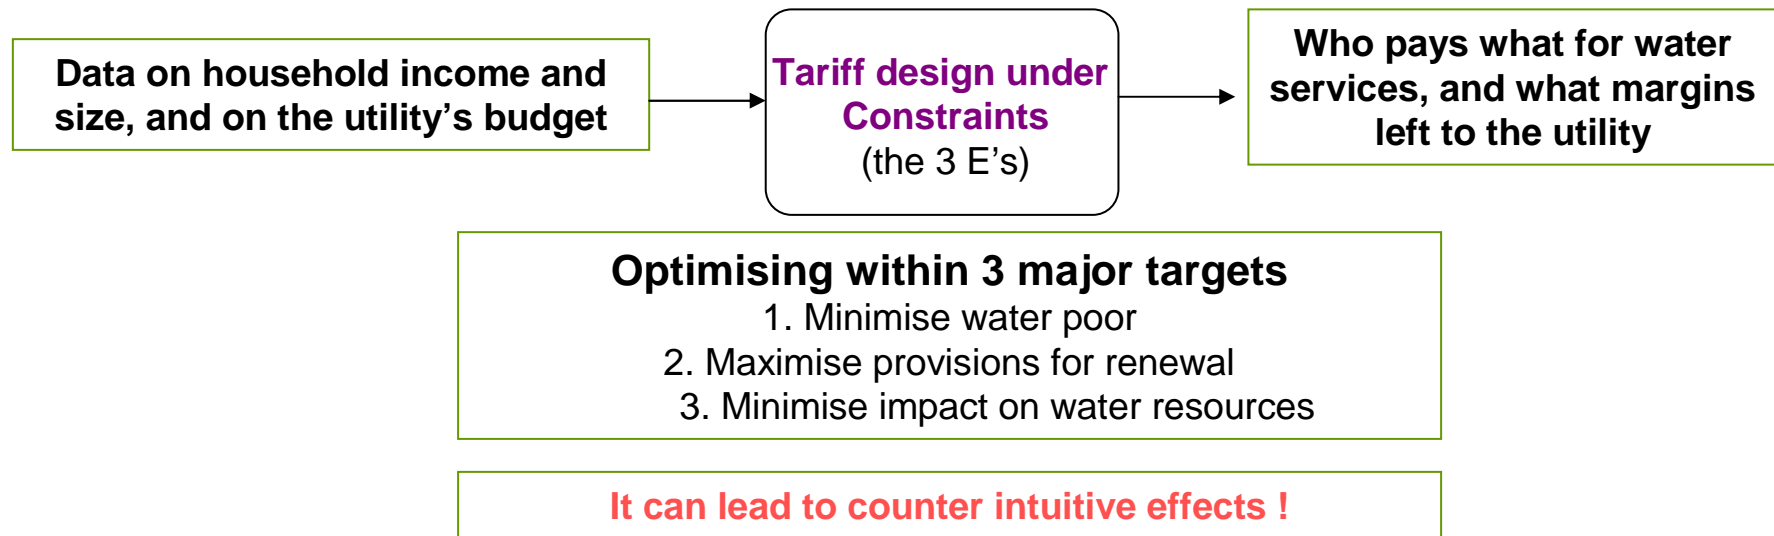 Data on household income and
size, and on the utility’s budget
Tariff design under
Constraints
(the 3 E’s)
Who pays what for water
services, and what margins
left to the utility
Optimising within 3 major targets
1. Minimise water poor
2. Maximise provisions for renewal
3. Minimise impact on water resources
It can lead to counter intuitive effects !